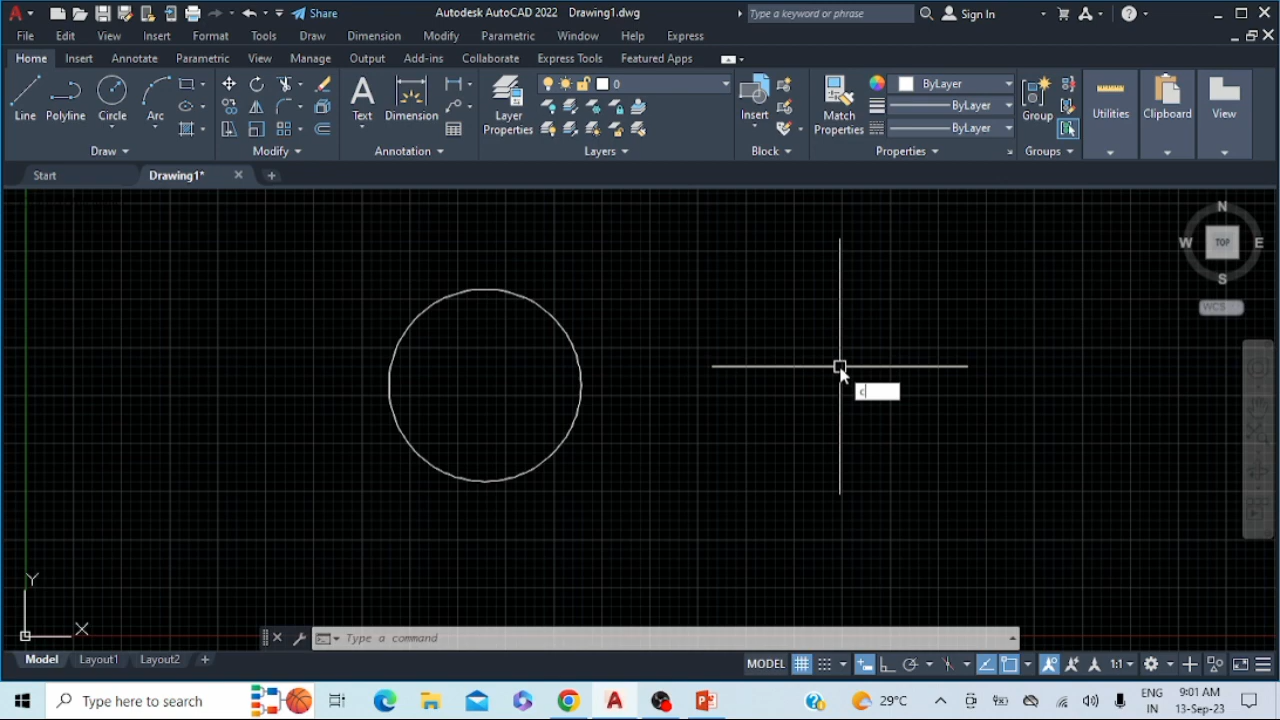 Share
Autodesk AutoCAD 2022 Drawing1.dwg
Type a keyword or phrase
Sign In
File Edit View Insert Format Tools Draw Dimension Modify Parametric Window Help Express
Home Insert Annotate Parametric View Manage Output Add-ins Collaborate Express Tools Featured Apps
0
ByLayer
Line Polyline Circle Arc
Text Dimension
Layer
Properties
Insert
Match
Properties
ByLayer
ByLayer
Group
Utilities
Clipboard
View
Draw Modify Annotation Layers Block Properties Groups
Start Drawing1*
N
W TOP E
S
WCS
c
Y
X
Type a command
Model Layout1 Layout2
MODEL 1:1
Type here to search
29°C
ENG
IN
9:01 AM
13-Sep-23